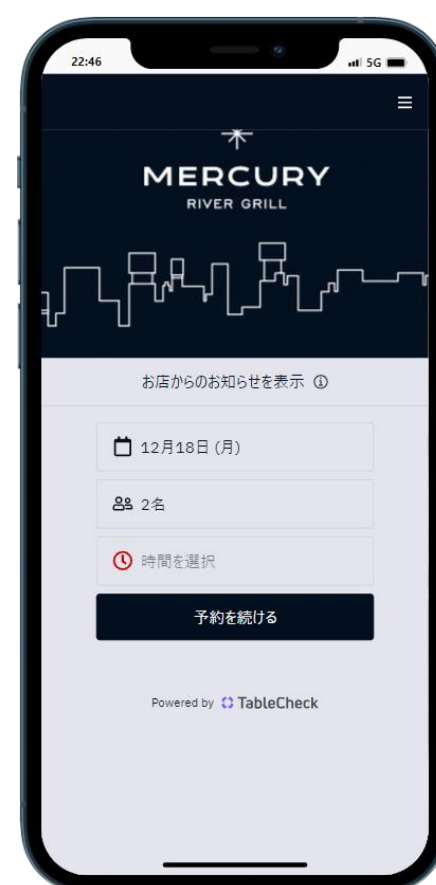 22:46
5G
MERCURY
RIVER GRILL
お店からのお知らせを表示
12月18日 (月)
2名
時間を選択
予約を続ける
Powered by TableCheck